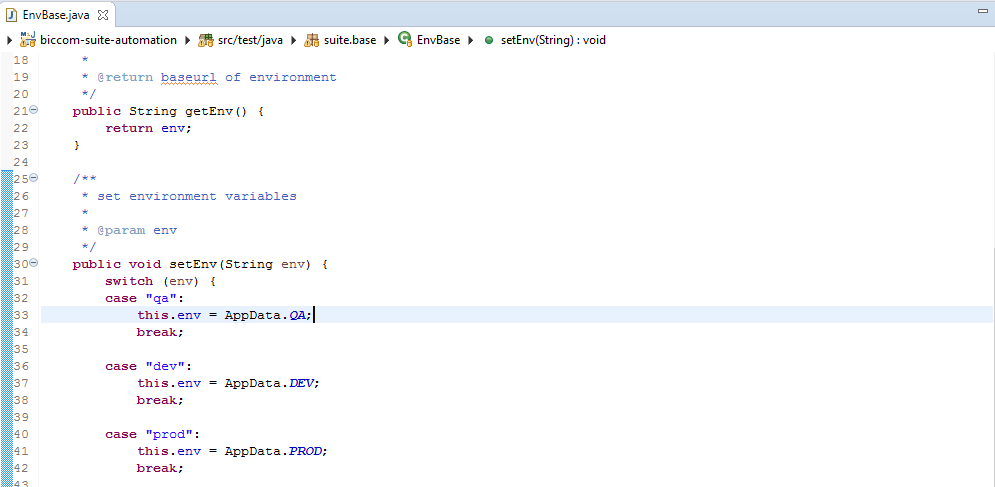 EnvBase.java
biccom-suite-automation src/test/java suite.base EnvBase setEnv(String) : void
18 *
19 * @return baseurl of environment
20 */
21 public String getEnv() {
22 return env;
23 }
24
25 /**
26 * set environment variables
27 *
28 * @param env
29 */
30 public void setEnv(String env) {
31 switch (env) {
32 case "qa":
33 this.env = AppData.QA;
34 break;
35
36 case "dev":
37 this.env = AppData.DEV;
38 break;
39
40 case "prod":
41 this.env = AppData.PROD;
42 break;
43